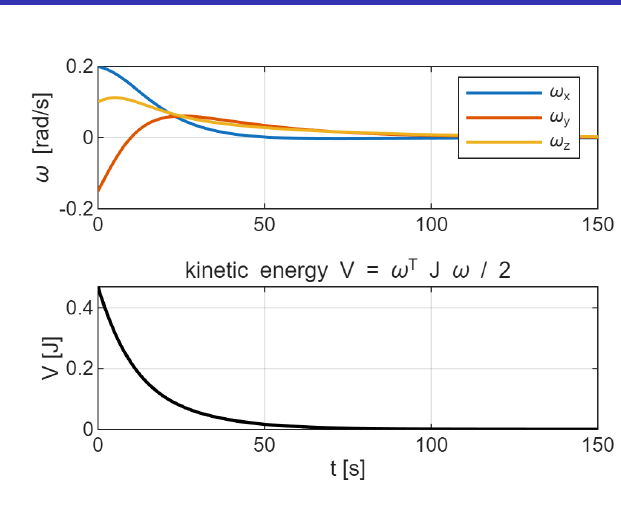 0.2
0
-0.2
ω [rad/s]
ωx
ωy
ωz
0 50 100 150
kinetic energy V = ωᵀ J ω / 2
0.4
0.2
0
V [J]
0 50 100 150
t [s]